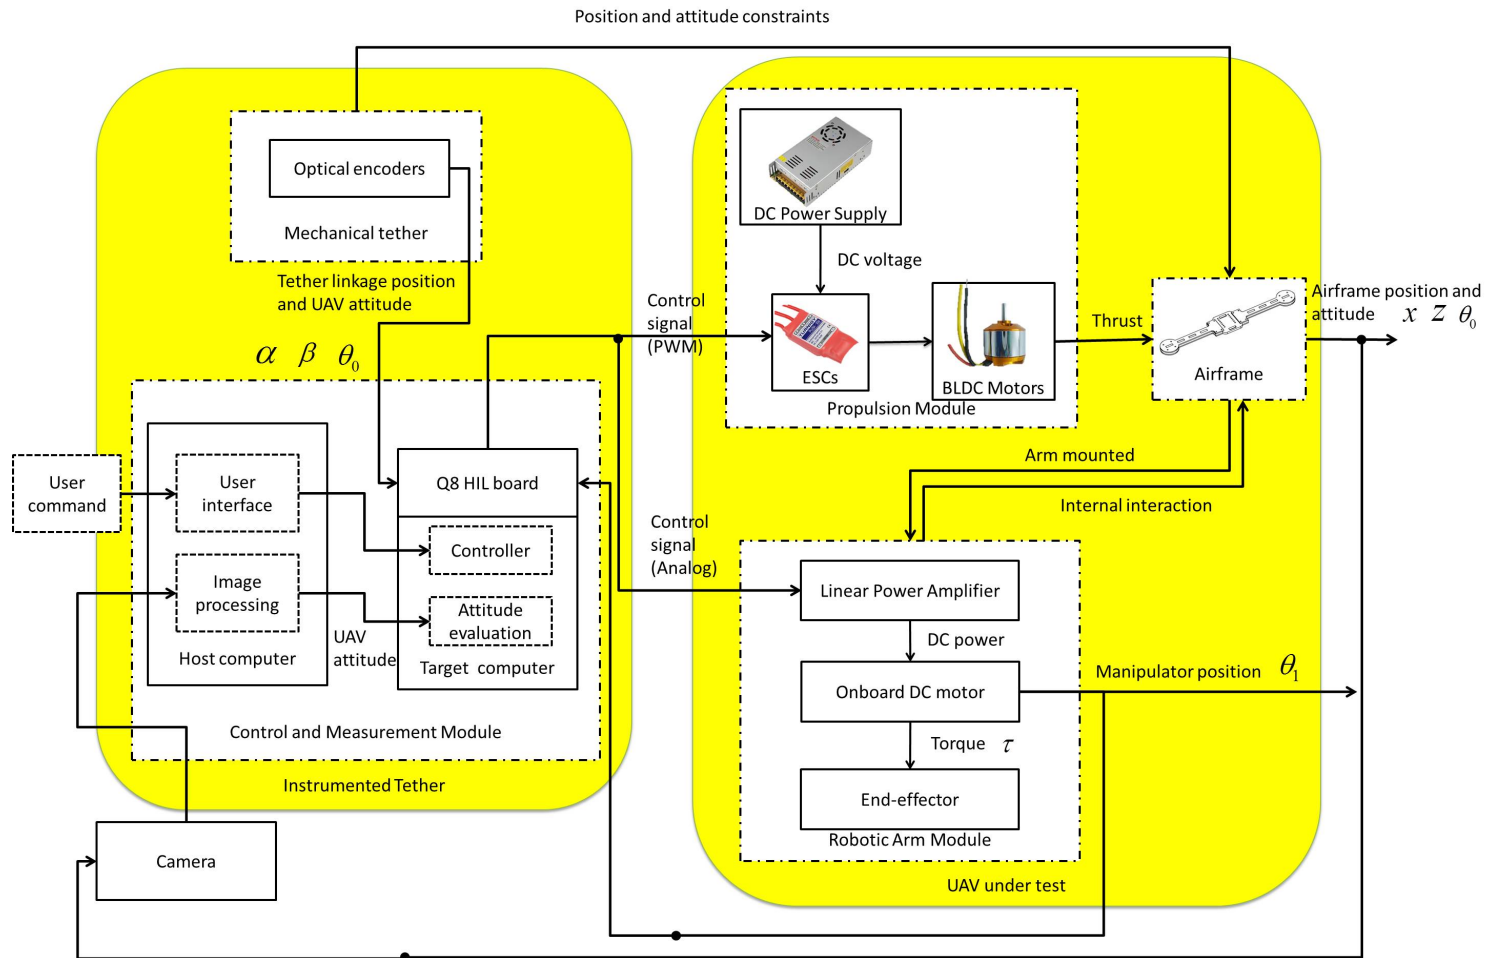 Position and attitude constraints
Optical encoders
Mechanical tether
Tether linkage position
and UAV attitude
α β θ₀
User
command
User
interface
Image
processing
Host computer
UAV
attitude
Q8 HIL board
Controller
Attitude
evaluation
Target computer
Control and Measurement Module
Instrumented Tether
Camera
Control
signal
(PWM)
Control
signal
(Analog)
DC Power Supply
DC voltage
ESCs
BLDC Motors
Propulsion Module
Thrust
Airframe
Airframe position and
attitude x z θ₀
Arm mounted
Internal interaction
Linear Power Amplifier
DC power
Onboard DC motor
Manipulator position θ₁
Torque τ
End-effector
Robotic Arm Module
UAV under test